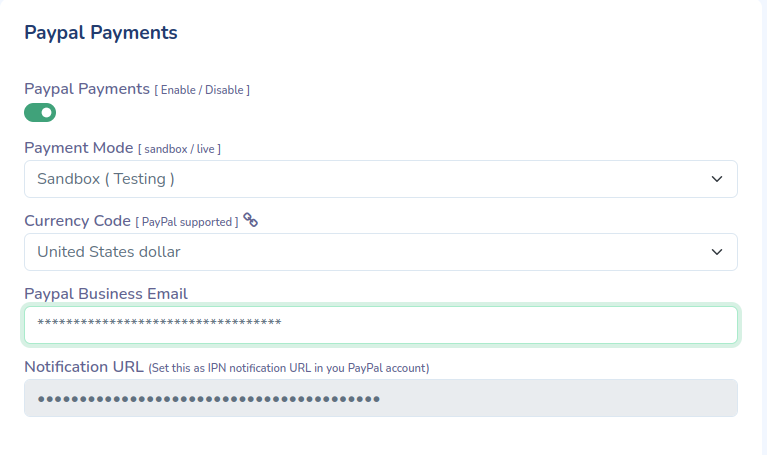 Paypal Payments
Paypal Payments [ Enable / Disable ]
Payment Mode [ sandbox / live ]
Sandbox ( Testing )
Currency Code [ PayPal supported ]
United States dollar
Paypal Business Email
**********************************
Notification URL (Set this as IPN notification URL in you PayPal account)
●●●●●●●●●●●●●●●●●●●●●●●●●●●●●●●●●●●●●●●●●